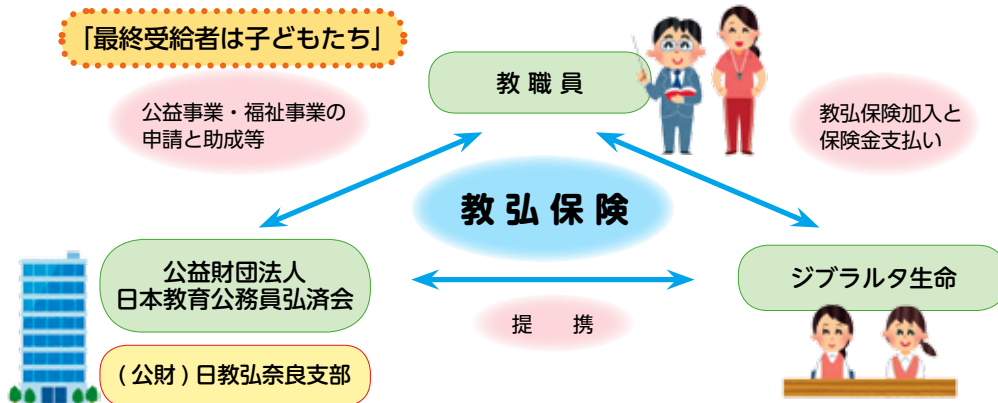 「最終受給者は子どもたち」
教職員
公益事業・福祉事業の
申請と助成等
教弘保険加入と
保険金支払い
教弘保険
公益財団法人
日本教育公務員弘済会
ジブラルタ生命
提　携
(公財)日教弘奈良支部